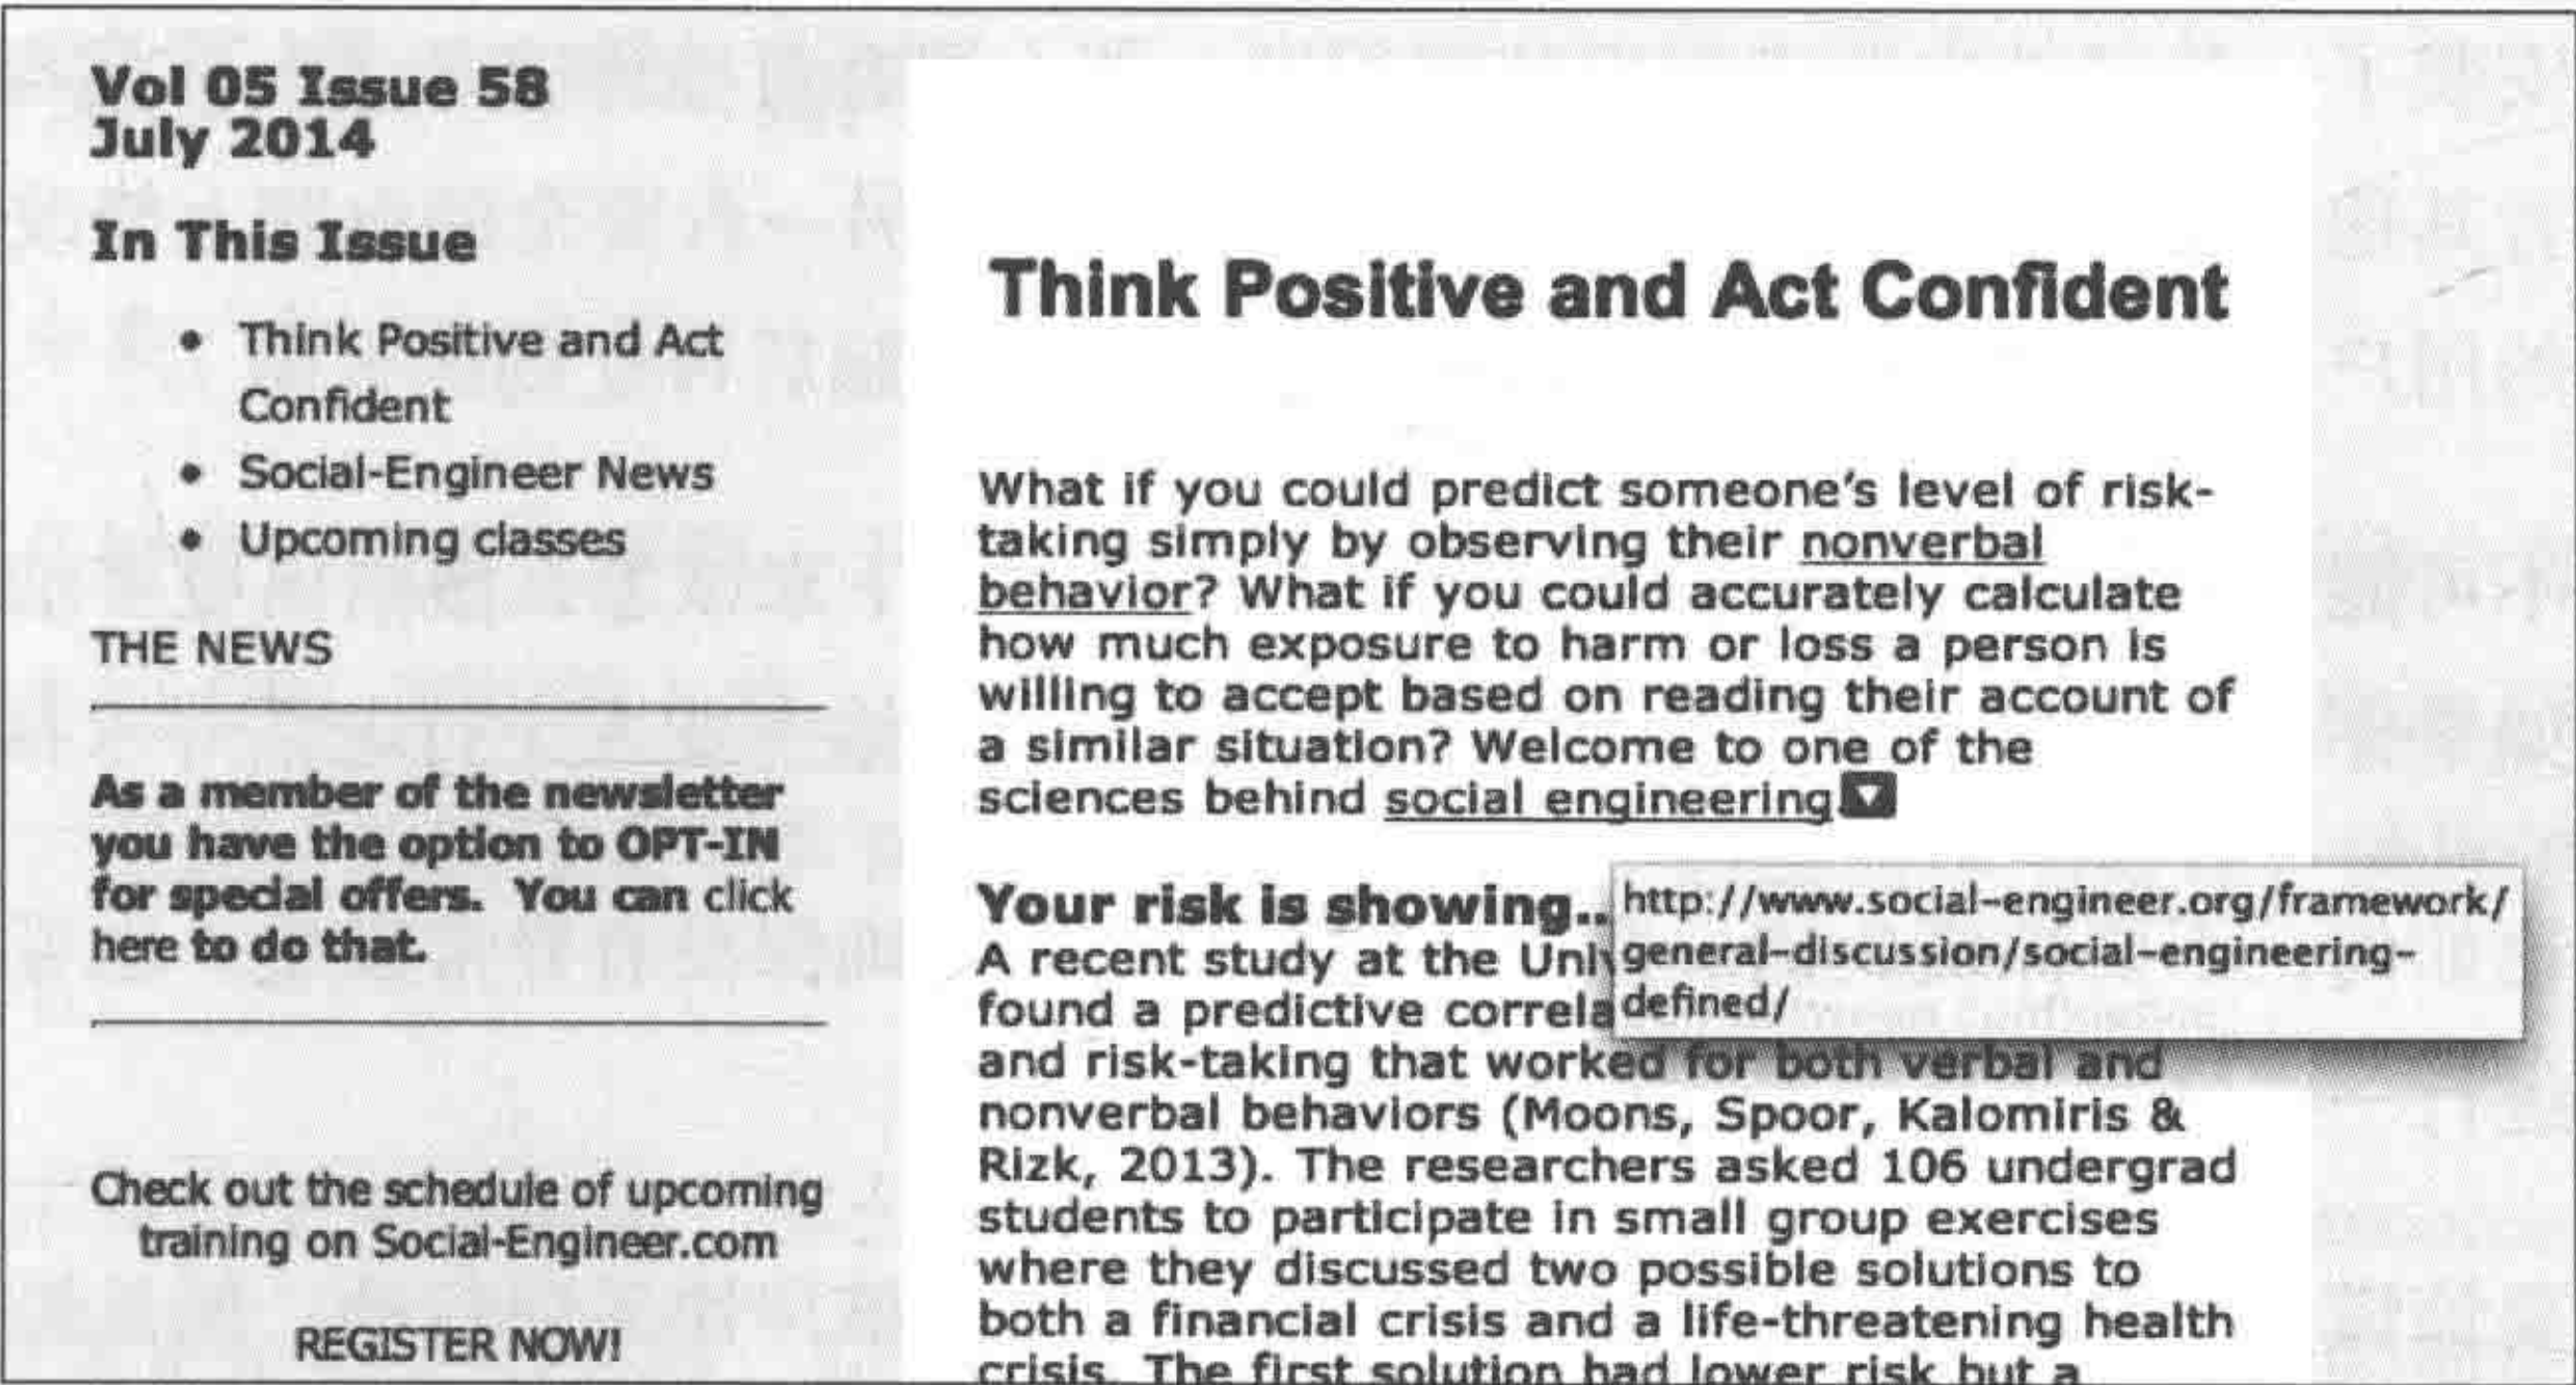 Vol 05 Issue 58
July 2014
In This Issue
• Think Positive and Act
Confident
• Social-Engineer News
• Upcoming classes
THE NEWS
As a member of the newsletter
you have the option to OPT-IN
for special offers. You can click
here to do that.
Check out the schedule of upcoming
training on Social-Engineer.com
REGISTER NOW!
Think Positive and Act Confident
What if you could predict someone's level of risk-
taking simply by observing their nonverbal
behavior? What if you could accurately calculate
how much exposure to harm or loss a person is
willing to accept based on reading their account of
a similar situation? Welcome to one of the
sciences behind social engineering
Your risk is showing..
A recent study at the
found a predictive
and risk-taking that worked for both verbal and
nonverbal behaviors (Moons, Spoor, Kalomiris &
Rizk, 2013). The researchers asked 106 undergrad
students to participate in small group exercises
where they discussed two possible solutions to
both a financial crisis and a life-threatening health
crisis. The first solution had lower risk but a
http://www.social-engineer.org/framework/
general-discussion/social-engineering-
defined/